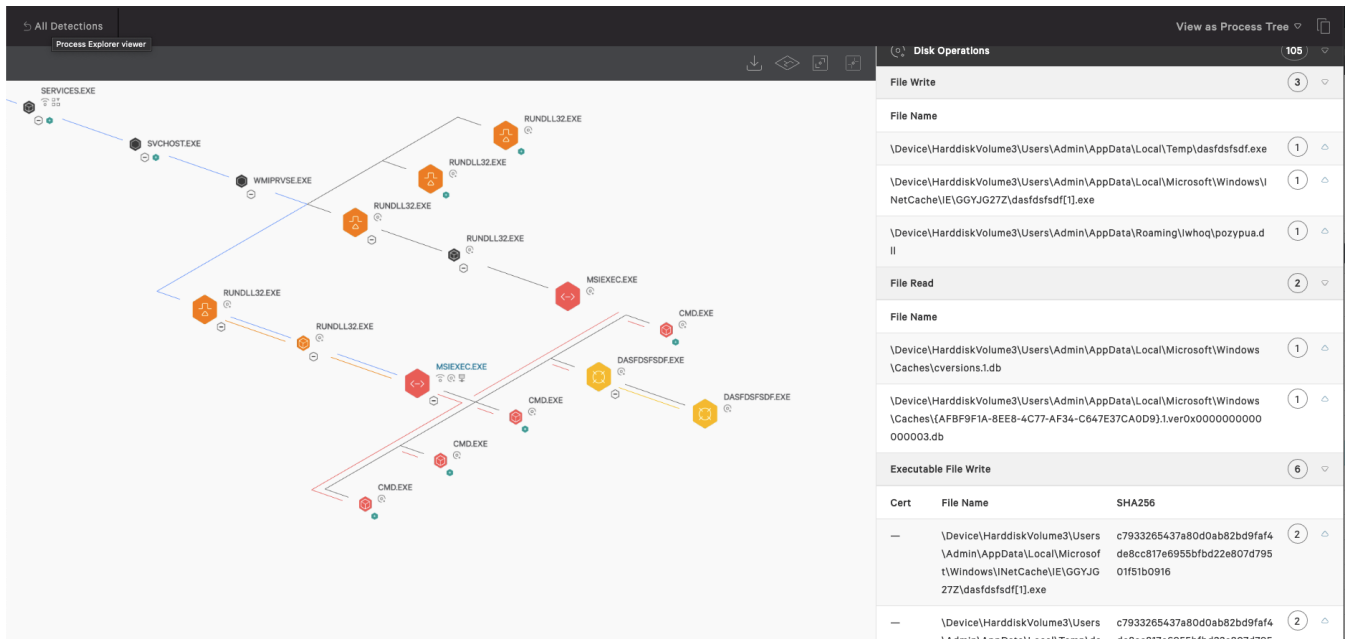 All Detections
Process Explorer viewer
View as Process Tree
SERVICES.EXE
SVCHOST.EXE
WMIPRVSE.EXE
RUNDLL32.EXE
RUNDLL32.EXE
RUNDLL32.EXE
RUNDLL32.EXE
MSIEXEC.EXE
RUNDLL32.EXE
RUNDLL32.EXE
MSIEXEC.EXE
CMD.EXE
DASFDSFSDF.EXE
DASFDSFSDF.EXE
CMD.EXE
CMD.EXE
CMD.EXE
Disk Operations 105
File Write 3
File Name
\Device\HarddiskVolume3\Users\Admin\AppData\Local\Temp\dasfdsfsdf.exe 1
\Device\HarddiskVolume3\Users\Admin\AppData\Local\Microsoft\Windows\I 1
NetCache\IE\GGYJG27Z\dasfdsfsdf[1].exe
\Device\HarddiskVolume3\Users\Admin\AppData\Roaming\Iwhoq\pozypua.d 1
ll
File Read 2
File Name
\Device\HarddiskVolume3\Users\Admin\AppData\Local\Microsoft\Windows 1
\Caches\cversions.1.db
\Device\HarddiskVolume3\Users\Admin\AppData\Local\Microsoft\Windows 1
\Caches\{AFBF9F1A-8EE8-4C77-AF34-C647E37CA0D9}.1.ver0x0000000000
000003.db
Executable File Write 6
Cert File Name SHA256
— \Device\HarddiskVolume3\Users c7933265437a80d0ab82bd9faf4 2
\Admin\AppData\Local\Microsof de8cc817e6955bfbd22e807d795
t\Windows\INetCache\IE\GGYJG 01f51b0916
27Z\dasfdsfsdf[1].exe
— \Device\HarddiskVolume3\Users c7933265437a80d0ab82bd9faf4 2